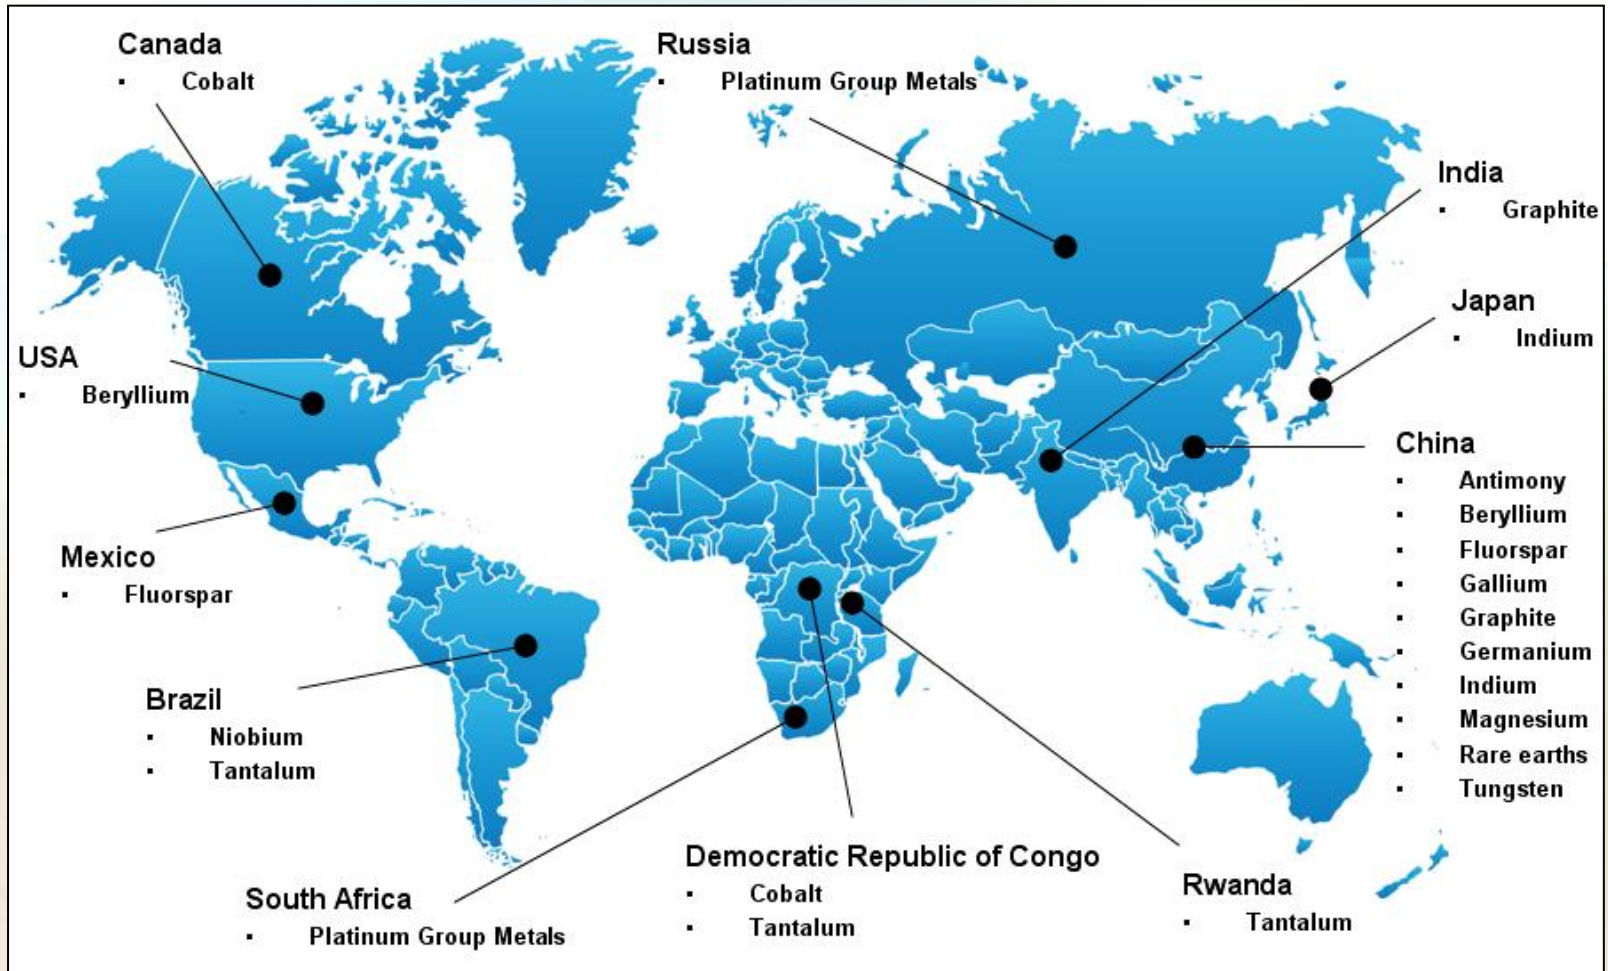 Canada
▪ Cobalt
Russia
▪ Platinum Group Metals
India
▪ Graphite
Japan
▪ Indium
USA
▪ Beryllium
China
▪ Antimony
▪ Beryllium
▪ Fluorspar
▪ Gallium
▪ Graphite
▪ Germanium
▪ Indium
▪ Magnesium
▪ Rare earths
▪ Tungsten
Mexico
▪ Fluorspar
Brazil
▪ Niobium
▪ Tantalum
South Africa
▪ Platinum Group Metals
Democratic Republic of Congo
▪ Cobalt
▪ Tantalum
Rwanda
▪ Tantalum